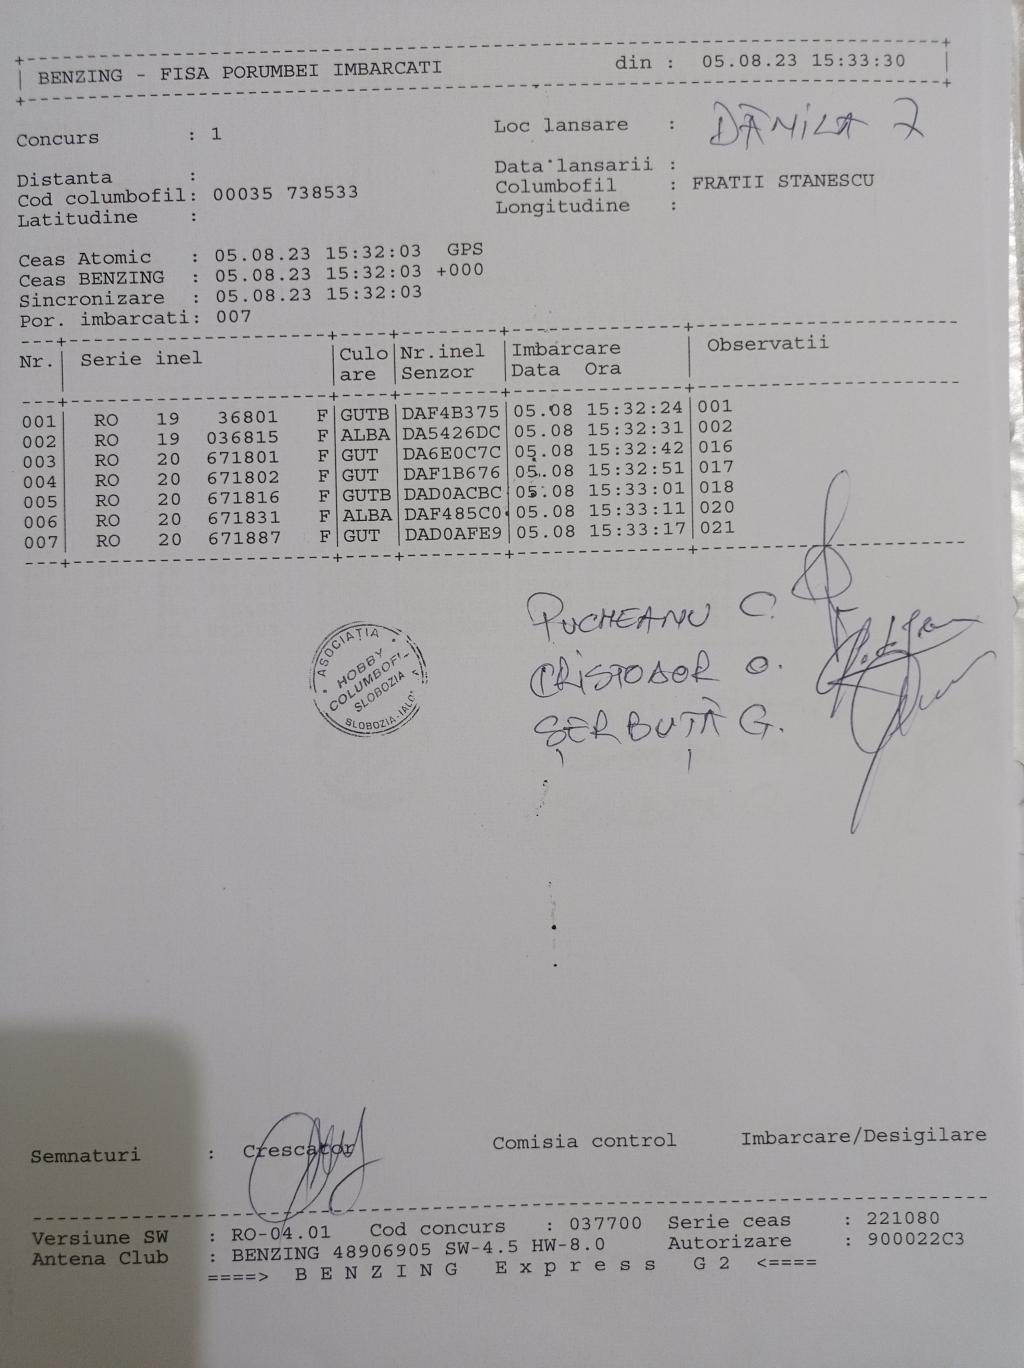 BENZING - FISA PORUMBEI IMBARCATI din : 05.08.23 15:33:30
Concurs : 1 Loc lansare : DĂNILA 2
Distanta : Data lansarii :
Cod columbofil: 00035 738533 Columbofil : FRATII STANESCU
Latitudine : Longitudine :
Ceas Atomic : 05.08.23 15:32:03 GPS
Ceas BENZING : 05.08.23 15:32:03 +000
Sincronizare : 05.08.23 15:32:03
Por. imbarcati: 007
Nr. Serie inel Culo Nr.inel Imbarcare Observatii
are Senzor Data Ora
001 RO 19 36801 F GUTB DAF4B375 05.08 15:32:24 001
002 RO 19 036815 F ALBA DA5426DC 05.08 15:32:31 002
003 RO 20 671801 F GUT DA6E0C7C 05.08 15:32:42 016
004 RO 20 671802 F GUT DAF1B676 05.08 15:32:51 017
005 RO 20 671816 F GUTB DAD0ACBC 05.08 15:33:01 018
006 RO 20 671831 F ALBA DAF485C0 05.08 15:33:11 020
007 RO 20 671887 F GUT DAD0AFE9 05.08 15:33:17 021
PUCHEANU C.
CRISTODOR O.
ȘERBUȚĂ G.
ASOCIAȚIA
HOBBY
COLUMBOFI-
SLOBOZIA
SLOBOZIA-IALO
Semnaturi : Crescator Comisia control Imbarcare/Desigilare
Versiune SW : RO-04.01 Cod concurs : 037700 Serie ceas : 221080
Antena Club : BENZING 48906905 SW-4.5 HW-8.0 Autorizare : 900022C3
====> B E N Z I N G E x p r e s s G 2 <====